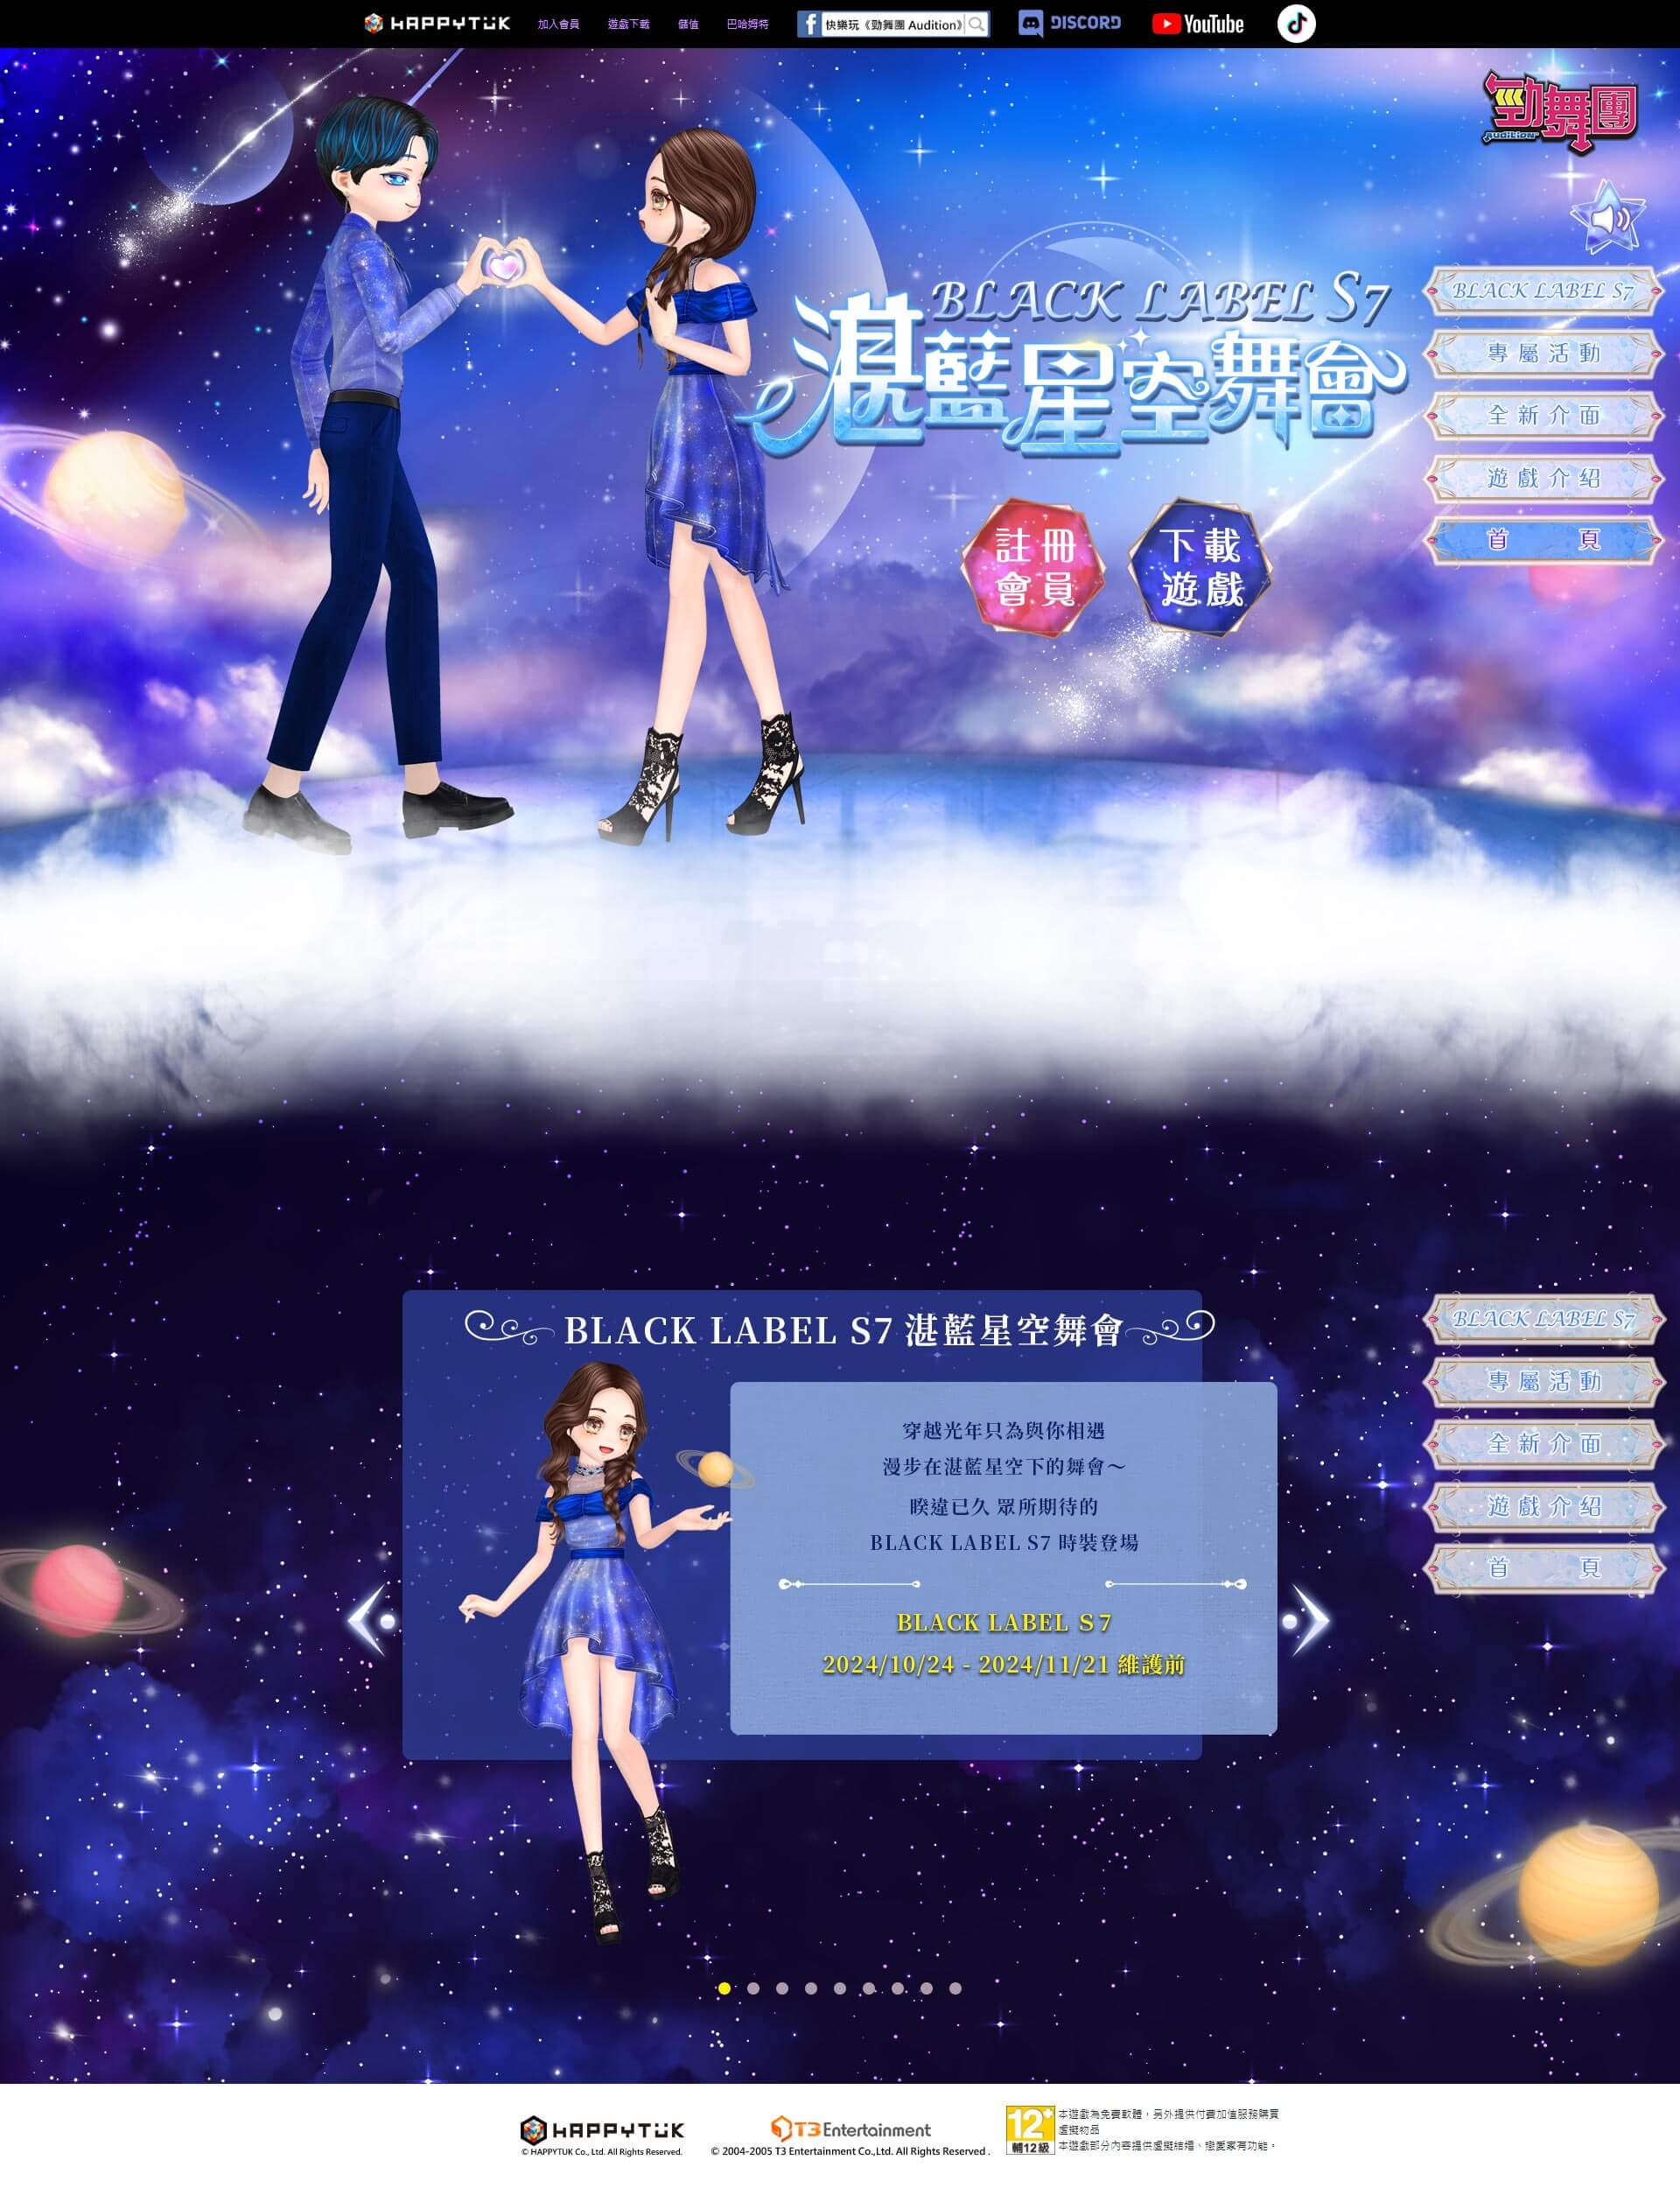 HAPPYTUK 加入會員 遊戲下載 儲值 巴哈姆特 快樂玩《勁舞團 Audition》 DISCORD YouTube
勁舞團
AUDITION
BLACK LABEL S7
湛藍星空舞會
註冊
會員
下載
遊戲
BLACK LABEL S7
專屬活動
全新介面
遊戲介紹
首頁
BLACK LABEL S7 湛藍星空舞會
穿越光年只為與你相遇
漫步在湛藍星空下的舞會～
睽違已久 眾所期待的
BLACK LABEL S7 時裝登場
BLACK LABEL S7
2024/10/24 - 2024/11/21 維護前
BLACK LABEL S7
專屬活動
全新介面
遊戲介紹
首頁
HAPPYTUK
© HAPPYTUK Co., Ltd. All Rights Reserved.
T3 Entertainment
© 2004-2005 T3 Entertainment Co.,Ltd. All Rights Reserved .
12+
輔12級
本遊戲為免費軟體，另外提供付費加值服務購買
虛擬物品
本遊戲部分內容提供虛擬結婚、戀愛家有功能。